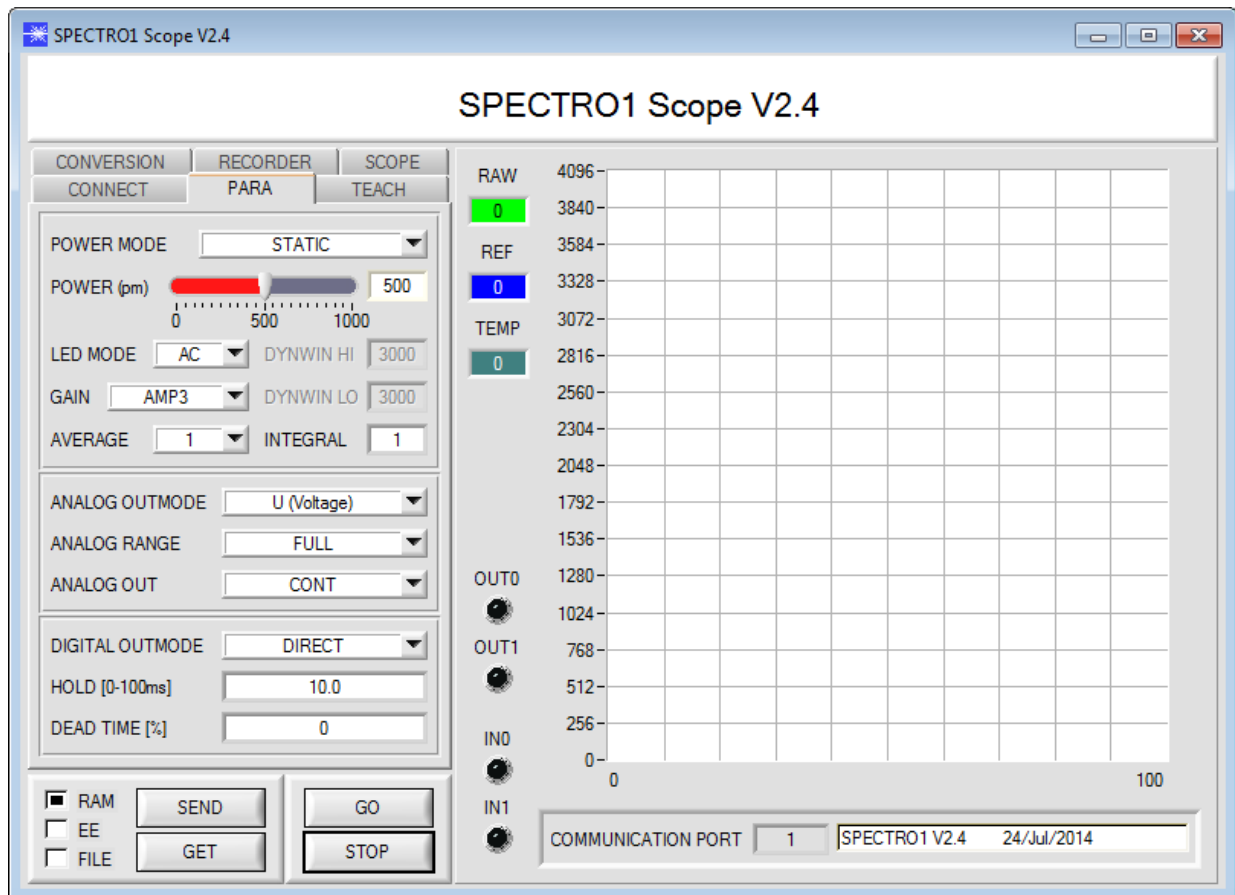 SPECTRO1 Scope V2.4
SPECTRO1 Scope V2.4
CONVERSION RECORDER SCOPE
CONNECT PARA TEACH
POWER MODE STATIC
POWER (pm) 500
0 500 1000
LED MODE AC DYNWIN HI 3000
GAIN AMP3 DYNWIN LO 3000
AVERAGE 1 INTEGRAL 1
ANALOG OUTMODE U (Voltage)
ANALOG RANGE FULL
ANALOG OUT CONT
DIGITAL OUTMODE DIRECT
HOLD [0-100ms] 10.0
DEAD TIME [%] 0
RAM
EE
FILE
SEND
GET
GO
STOP
RAW
0
REF
0
TEMP
0
OUT0
OUT1
IN0
IN1
4096
3840
3584
3328
3072
2816
2560
2304
2048
1792
1536
1280
1024
768
512
256
0
0 100
COMMUNICATION PORT 1 SPECTRO1 V2.4 24/Jul/2014